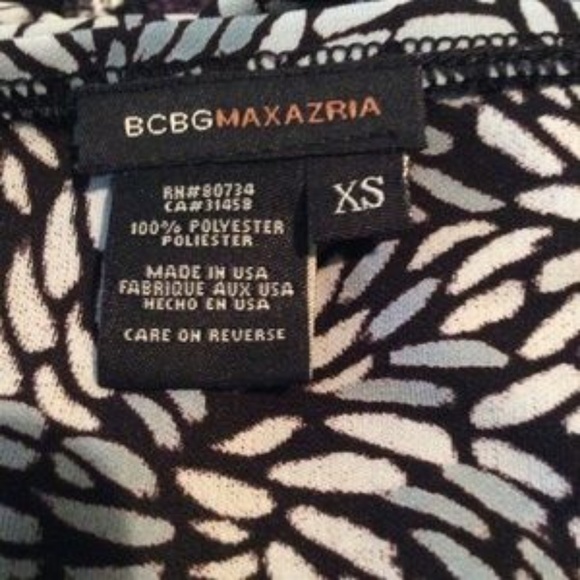 BCBGMAXAZRIA
XS
RN#80734
CA#31458
100% POLYESTER
POLIESTER
MADE IN USA
FABRIQUE AUX USA
HECHO EN USA
CARE ON REVERSE